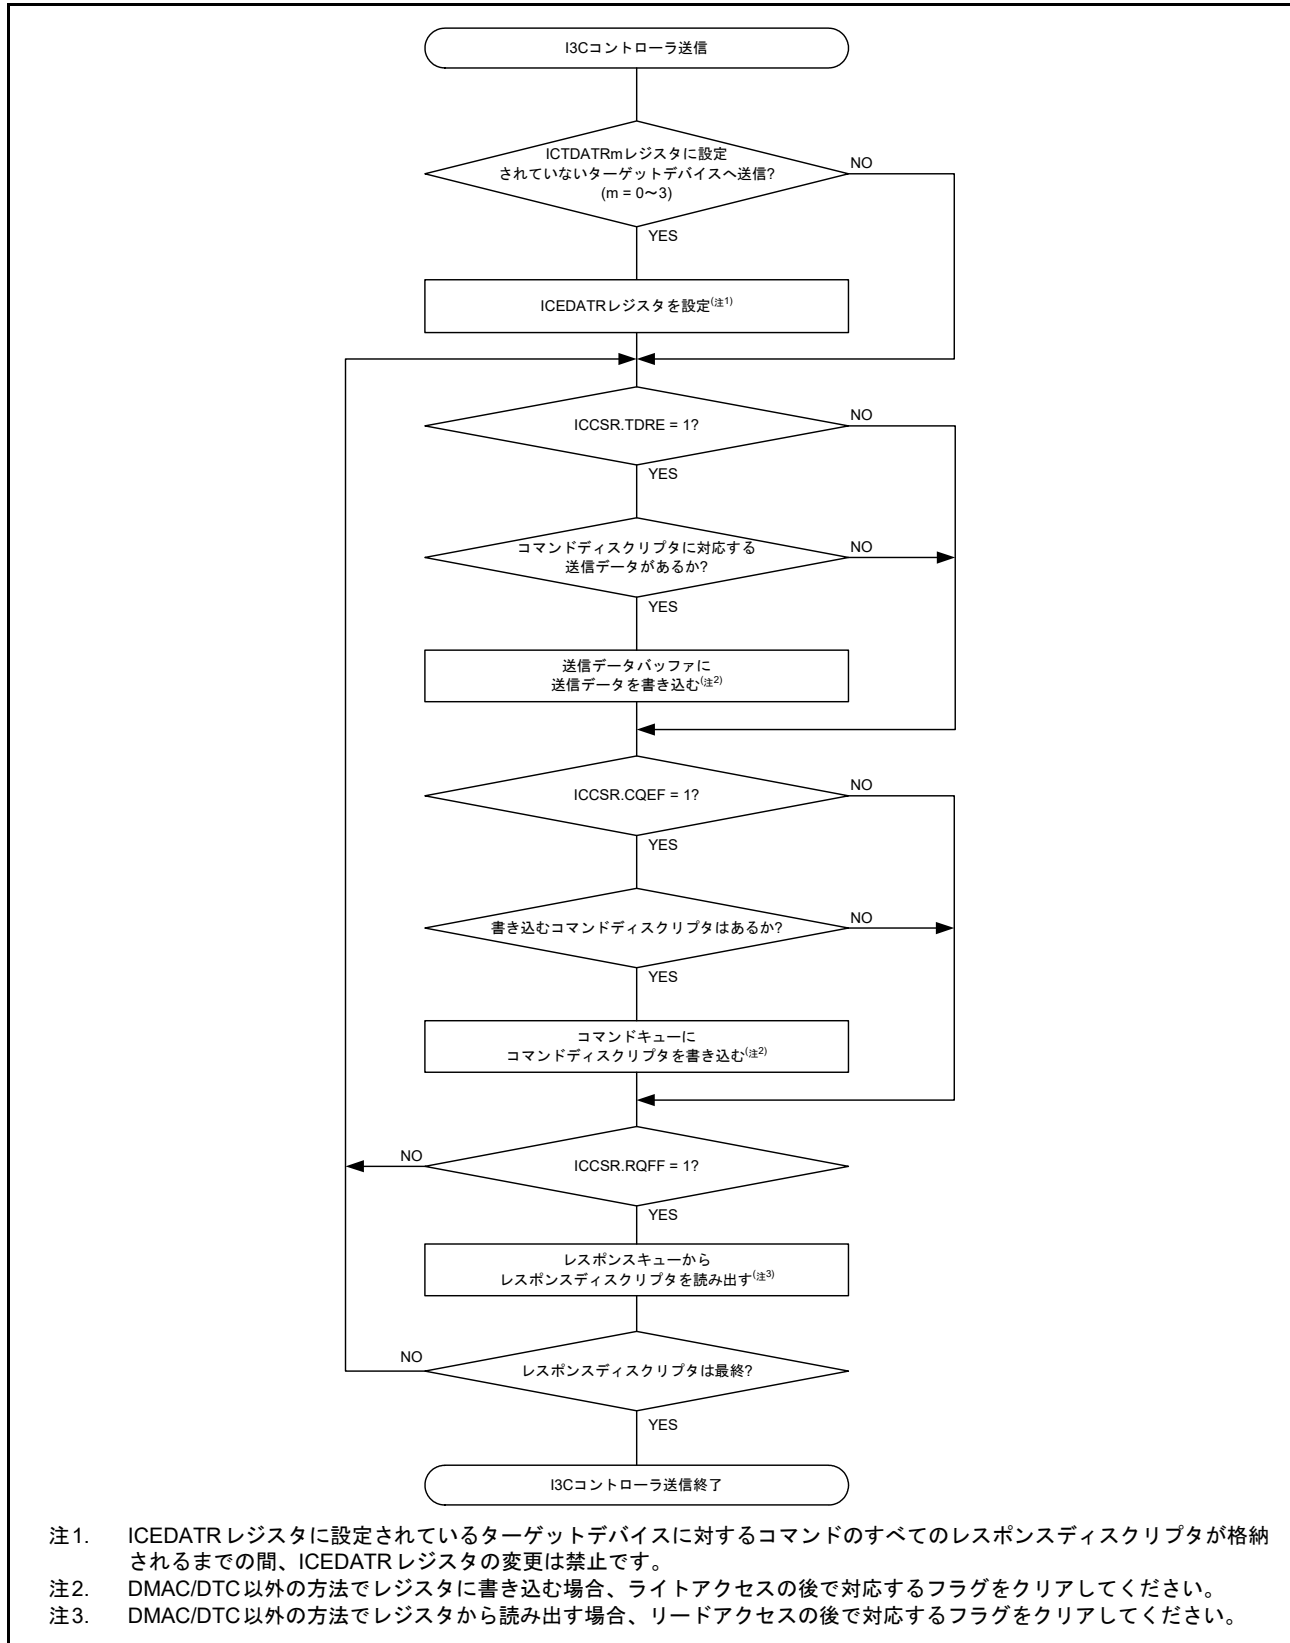 I3Cコントローラ送信
ICTDATRmレジスタに設定
されていないターゲットデバイスへ送信?
(m = 0～3)
NO
YES
ICEDATRレジスタを設定(注1)
ICCSR.TDRE = 1?
NO
YES
コマンドディスクリプタに対応する
送信データがあるか?
NO
YES
送信データバッファに
送信データを書き込む(注2)
ICCSR.CQEF = 1?
NO
YES
書き込むコマンドディスクリプタはあるか?
NO
YES
コマンドキューに
コマンドディスクリプタを書き込む(注2)
NO
ICCSR.RQFF = 1?
YES
レスポンスキューから
レスポンスディスクリプタを読み出す(注3)
NO
レスポンスディスクリプタは最終?
YES
I3Cコントローラ送信終了
注1. ICEDATRレジスタに設定されているターゲットデバイスに対するコマンドのすべてのレスポンスディスクリプタが格納
されるまでの間、ICEDATRレジスタの変更は禁止です。
注2. DMAC/DTC以外の方法でレジスタに書き込む場合、ライトアクセスの後で対応するフラグをクリアしてください。
注3. DMAC/DTC以外の方法でレジスタから読み出す場合、リードアクセスの後で対応するフラグをクリアしてください。